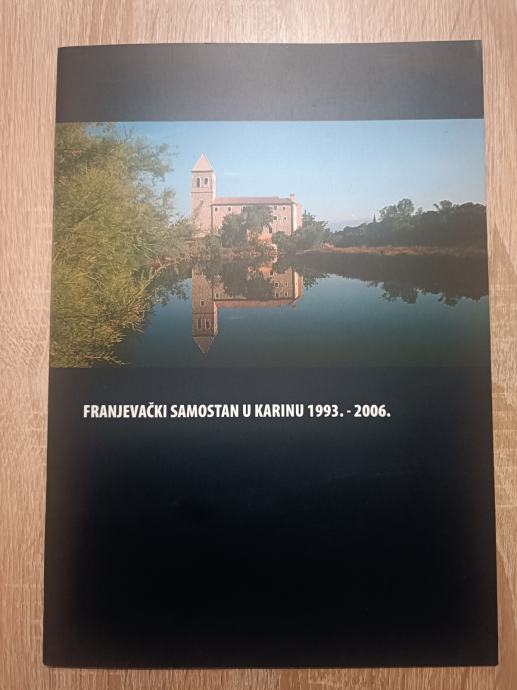 FRANJEVAČKI SAMOSTAN U KARINU 1993. - 2006.